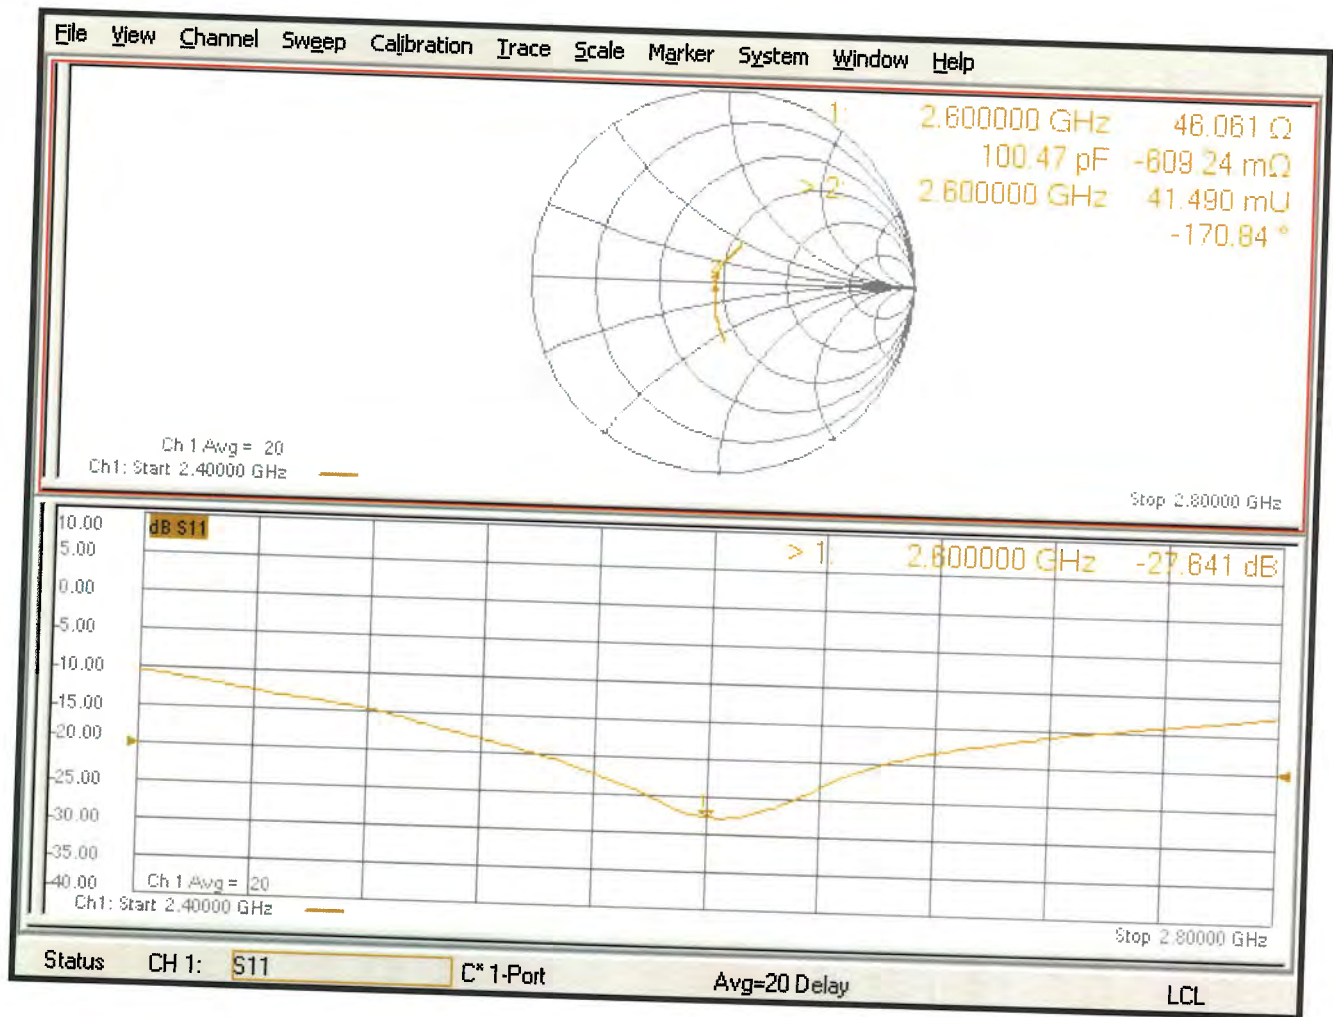 File View Channel Sweep Calibration Trace Scale Marker System Window Help
1: 2.600000 GHz 46.061 Ω
100.47 pF -609.24 mΩ
> 2: 2.600000 GHz 41.490 mU
-170.84 °
2
Ch 1 Avg = 20
Ch1: Start 2.40000 GHz
Stop 2.80000 GHz
10.00
dB S11
> 1: 2.600000 GHz -27.641 dB
5.00
0.00
-5.00
-10.00
-15.00
-20.00
-25.00
1
-30.00
-35.00
-40.00
Ch 1 Avg = 20
Ch1: Start 2.40000 GHz
Stop 2.80000 GHz
Status CH 1: S11 C* 1-Port Avg=20 Delay LCL